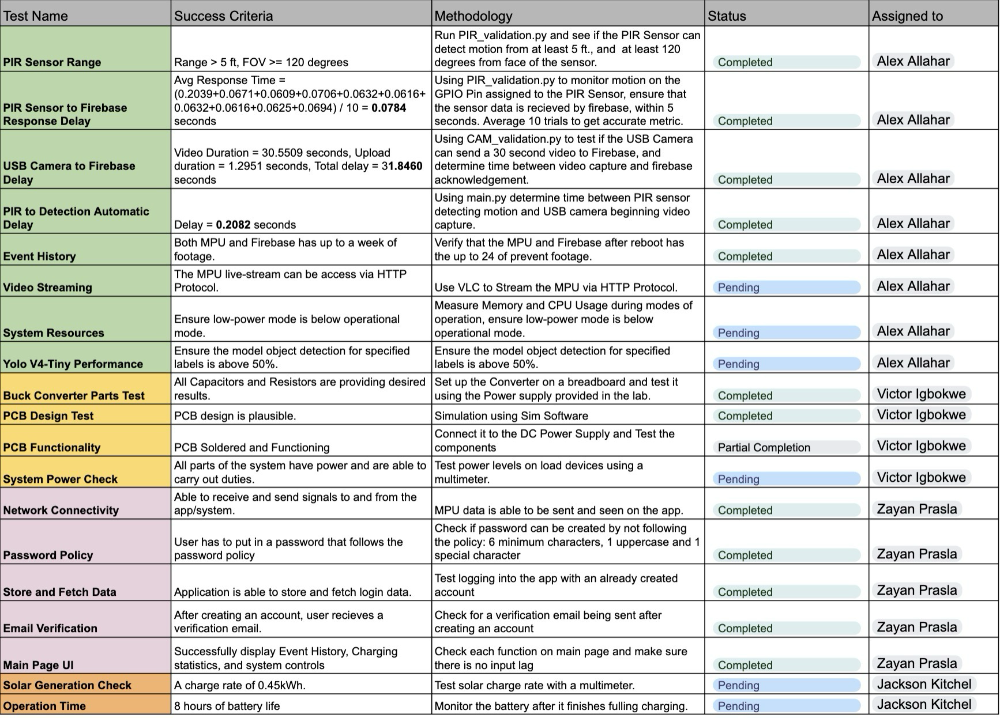 Test Name Success Criteria Methodology Status Assigned to
PIR Sensor Range
Range > 5 ft, FOV >= 120 degrees
Run PIR_validation.py and see if the PIR Sensor can
detect motion from at least 5 ft., and at least 120
degrees from face of the sensor.
Completed
Alex Allahar
PIR Sensor to Firebase
Response Delay
Avg Response Time =
(0.2039+0.0671+0.0609+0.0706+0.0632+0.0616+
0.0632+0.0616+0.0625+0.0694) / 10 = 0.0784
seconds
Using PIR_validation.py to monitor motion on the
GPIO Pin assigned to the PIR Sensor, ensure that
the sensor data is recieved by firebase, within 5
seconds. Average 10 trials to get accurate metric.
Completed
Alex Allahar
USB Camera to Firebase
Delay
Video Duration = 30.5509 seconds, Upload
duration = 1.2951 seconds, Total delay = 31.8460
seconds
Using CAM_validation.py to test if the USB Camera
can send a 30 second video to Firebase, and
determine time between video capture and firebase
acknowledgement.
Completed
Alex Allahar
PIR to Detection Automatic
Delay
Delay = 0.2082 seconds
Using main.py determine time between PIR sensor
detecting motion and USB camera beginning video
capture.
Completed
Alex Allahar
Event History
Both MPU and Firebase has up to a week of
footage.
Verify that the MPU and Firebase after reboot has
the up to 24 of prevent footage.
Completed
Alex Allahar
Video Streaming
The MPU live-stream can be access via HTTP
Protocol.
Use VLC to Stream the MPU via HTTP Protocol.
Pending
Alex Allahar
System Resources
Ensure low-power mode is below operational
mode.
Measure Memory and CPU Usage during modes of
operation, ensure low-power mode is below
operational mode.
Pending
Alex Allahar
Yolo V4-Tiny Performance
Ensure the model object detection for specified
labels is above 50%.
Ensure the model object detection for specified
labels is above 50%.
Pending
Alex Allahar
Buck Converter Parts Test
All Capacitors and Resistors are providing desired
results.
Set up the Converter on a breadboard and test it
using the Power supply provided in the lab.
Completed
Victor Igbokwe
PCB Design Test
PCB design is plausible.
Simulation using Sim Software
Completed
Victor Igbokwe
PCB Functionality
PCB Soldered and Functioning
Connect it to the DC Power Supply and Test the
components
Partial Completion
Victor Igbokwe
System Power Check
All parts of the system have power and are able to
carry out duties.
Test power levels on load devices using a
multimeter.
Pending
Victor Igbokwe
Network Connectivity
Able to receive and send signals to and from the
app/system.
MPU data is able to be sent and seen on the app.
Completed
Zayan Prasla
Password Policy
User has to put in a password that follows the
password policy
Check if password can be created by not following
the policy: 6 minimum characters, 1 uppercase and 1
special character
Completed
Zayan Prasla
Store and Fetch Data
Application is able to store and fetch login data.
Test logging into the app with an already created
account
Completed
Zayan Prasla
Email Verification
After creating an account, user recieves a
verification email.
Check for a verification email being sent after
creating an account
Completed
Zayan Prasla
Main Page UI
Successfully display Event History, Charging
statistics, and system controls
Check each function on main page and make sure
there is no input lag
Completed
Zayan Prasla
Solar Generation Check
A charge rate of 0.45kWh.
Test solar charge rate with a multimeter.
Pending
Jackson Kitchel
Operation Time
8 hours of battery life
Monitor the battery after it finishes fulling charging.
Pending
Jackson Kitchel